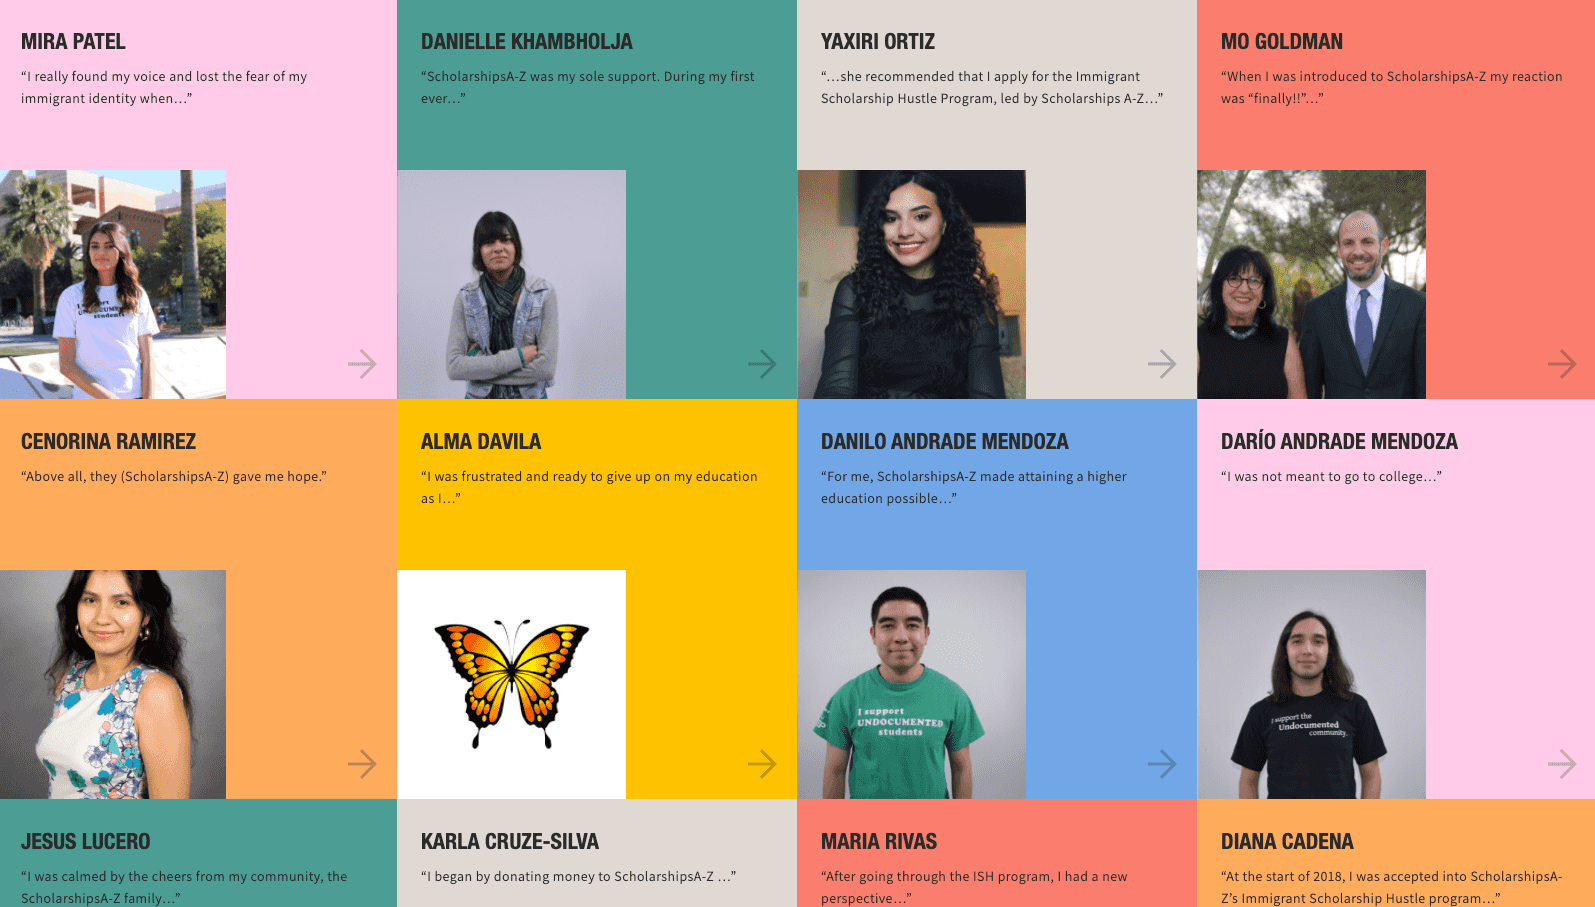 MIRA PATEL
“I really found my voice and lost the fear of my
immigrant identity when…”
DANIELLE KHAMBHOLJA
“ScholarshipsA-Z was my sole support. During my first
ever…”
YAXIRI ORTIZ
“…she recommended that I apply for the Immigrant
Scholarship Hustle Program, led by Scholarships A-Z…”
MO GOLDMAN
“When I was introduced to ScholarshipsA-Z my reaction
was “finally!!”…”
I support
UNDOCUMENTED
students
CENORINA RAMIREZ
“Above all, they (ScholarshipsA-Z) gave me hope.”
ALMA DAVILA
“I was frustrated and ready to give up on my education
as I…”
DANILO ANDRADE MENDOZA
“For me, ScholarshipsA-Z made attaining a higher
education possible…”
DARÍO ANDRADE MENDOZA
“I was not meant to go to college…”
I support
UNDOCUMENTED
students
I support the
Undocumented
community.
JESUS LUCERO
“I was calmed by the cheers from my community, the
ScholarshipsA-Z family…”
KARLA CRUZE-SILVA
“I began by donating money to ScholarshipsA-Z …”
MARIA RIVAS
“After going through the ISH program, I had a new
perspective…”
DIANA CADENA
“At the start of 2018, I was accepted into ScholarshipsA-
Z’s Immigrant Scholarship Hustle program…”